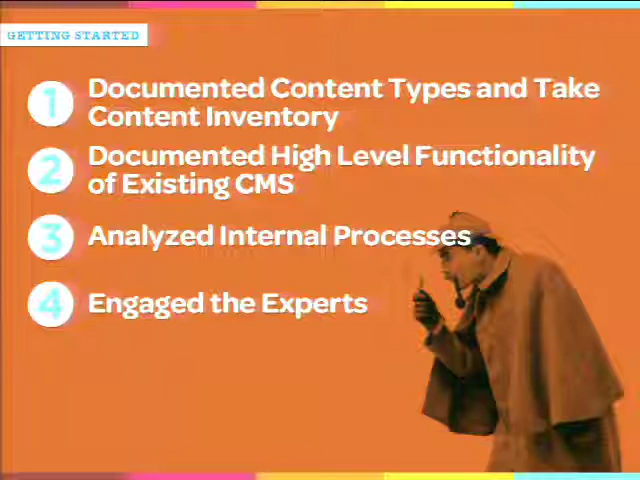 GETTING STARTED
1 Documented Content Types and Take
Content Inventory
2 Documented High Level Functionality
of Existing CMS
3 Analyzed Internal Processes
4 Engaged the Experts